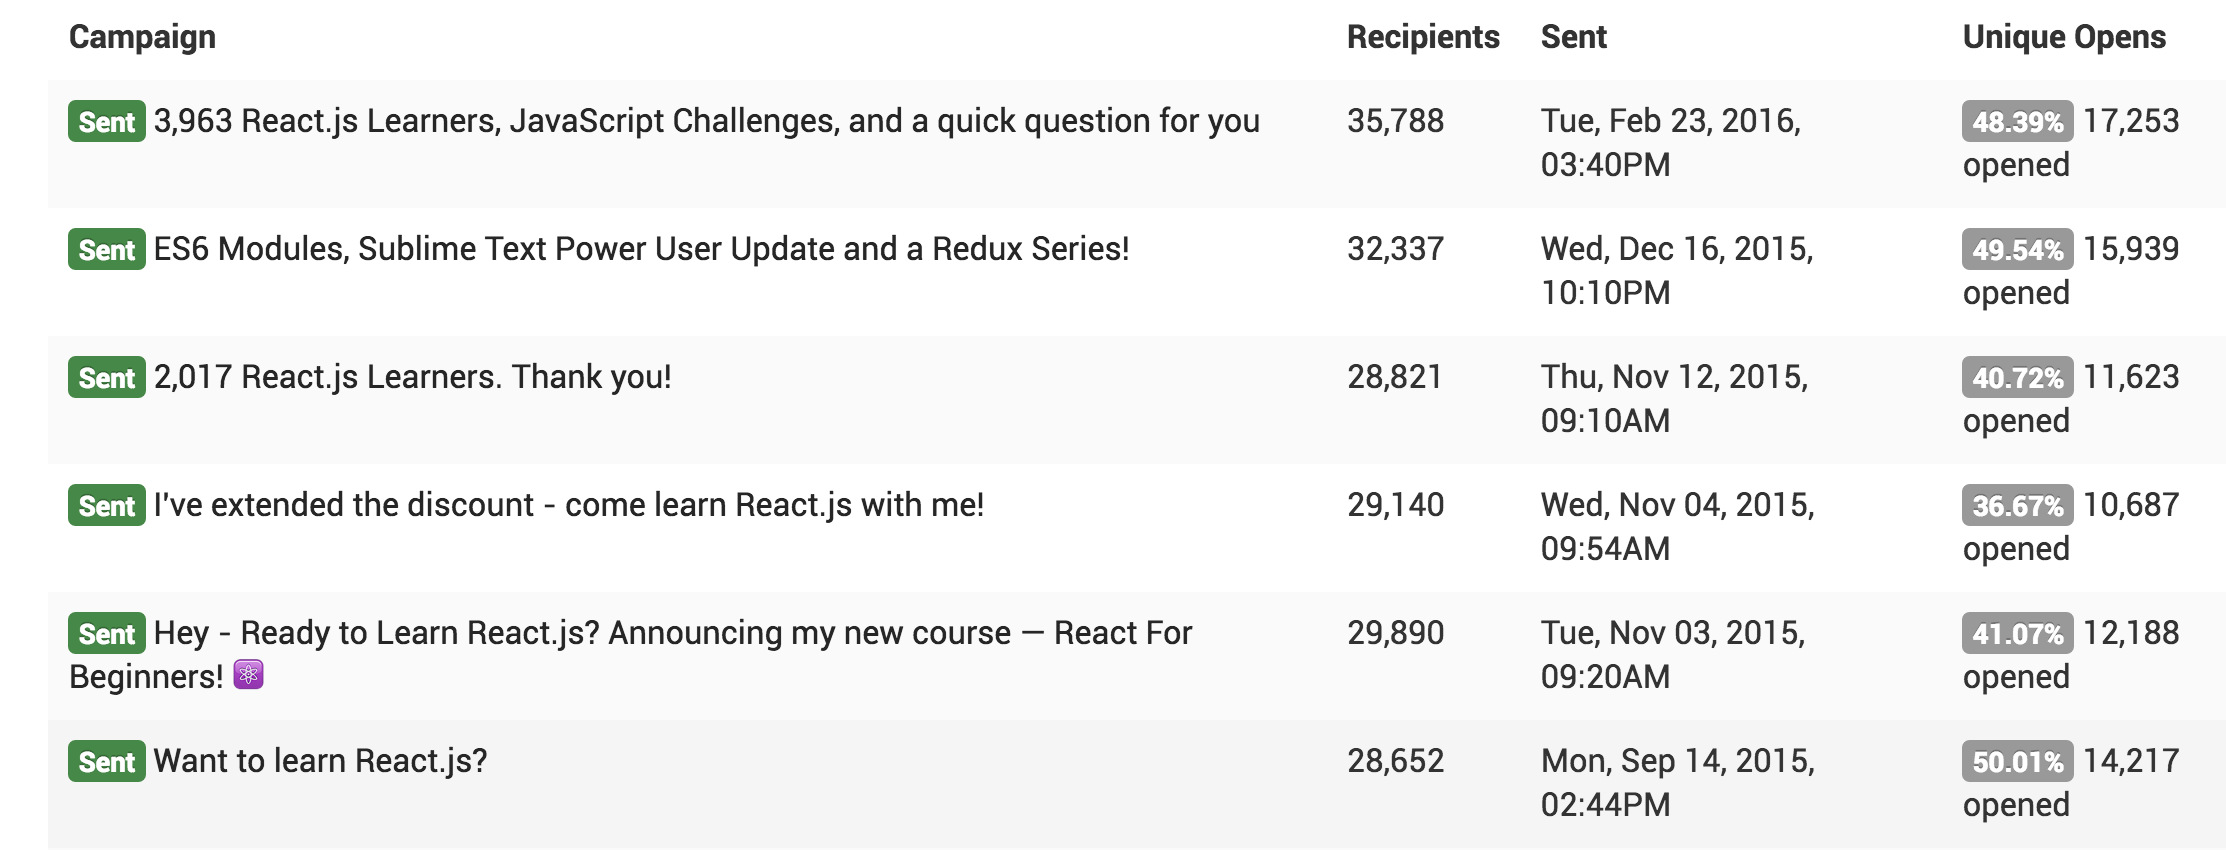 Campaign Recipients Sent Unique Opens
Sent 3,963 React.js Learners, JavaScript Challenges, and a quick question for you 35,788 Tue, Feb 23, 2016, 48.39% 17,253
03:40PM opened
Sent ES6 Modules, Sublime Text Power User Update and a Redux Series! 32,337 Wed, Dec 16, 2015, 49.54% 15,939
10:10PM opened
Sent 2,017 React.js Learners. Thank you! 28,821 Thu, Nov 12, 2015, 40.72% 11,623
09:10AM opened
Sent I've extended the discount - come learn React.js with me! 29,140 Wed, Nov 04, 2015, 36.67% 10,687
09:54AM opened
Sent Hey - Ready to Learn React.js? Announcing my new course — React For 29,890 Tue, Nov 03, 2015, 41.07% 12,188
Beginners! ⚛️ 09:20AM opened
Sent Want to learn React.js? 28,652 Mon, Sep 14, 2015, 50.01% 14,217
02:44PM opened